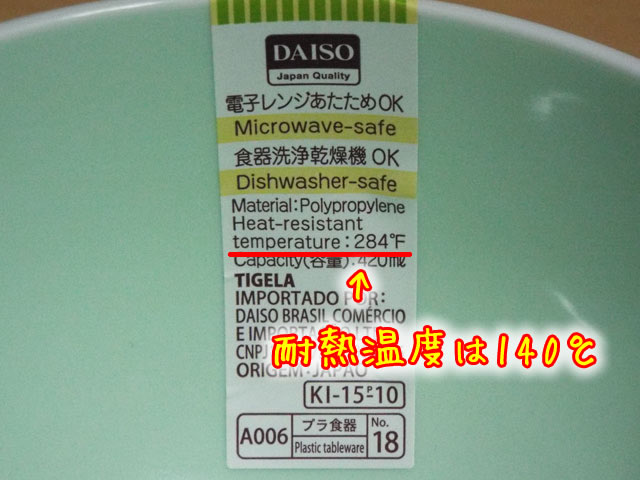 DAISO
Japan Quality
電子レンジあたためOK
Microwave-safe
食器洗浄乾燥機OK
Dishwasher-safe
Material:Polypropylene
Heat-resistant
temperature:284°F
Capacity(容量):420mℓ
TIGELA
IMPORTADO POR:
DAISO BRASIL COMÉRCIO
E
CNPJ
耐熱温度は140℃
ORIGEM:JAPÃO
KI-15-P-10
A006
プラ食器
Plastic tableware
No.
18